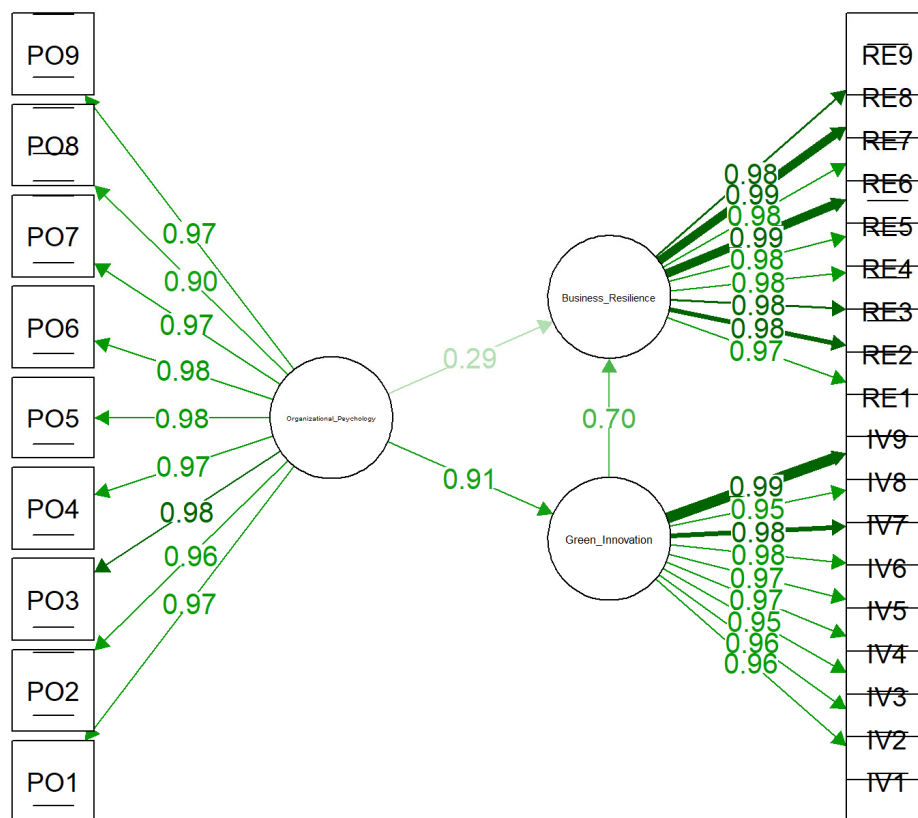 PO9
PO8
PO7
PO6
PO5
PO4
PO3
PO2
PO1
0.97
0.90
0.97
0.98
0.98
0.97
0.98
0.96
0.97
Organizational_Psychology
0.29
0.91
Business_Resilience
0.70
Green_Innovation
0.98
0.99
0.98
0.99
0.98
0.98
0.98
0.98
0.97
0.99
0.95
0.98
0.98
0.97
0.97
0.95
0.96
0.96
RE9
RE8
RE7
RE6
RE5
RE4
RE3
RE2
RE1
IV9
IV8
IV7
IV6
IV5
IV4
IV3
IV2
IV1